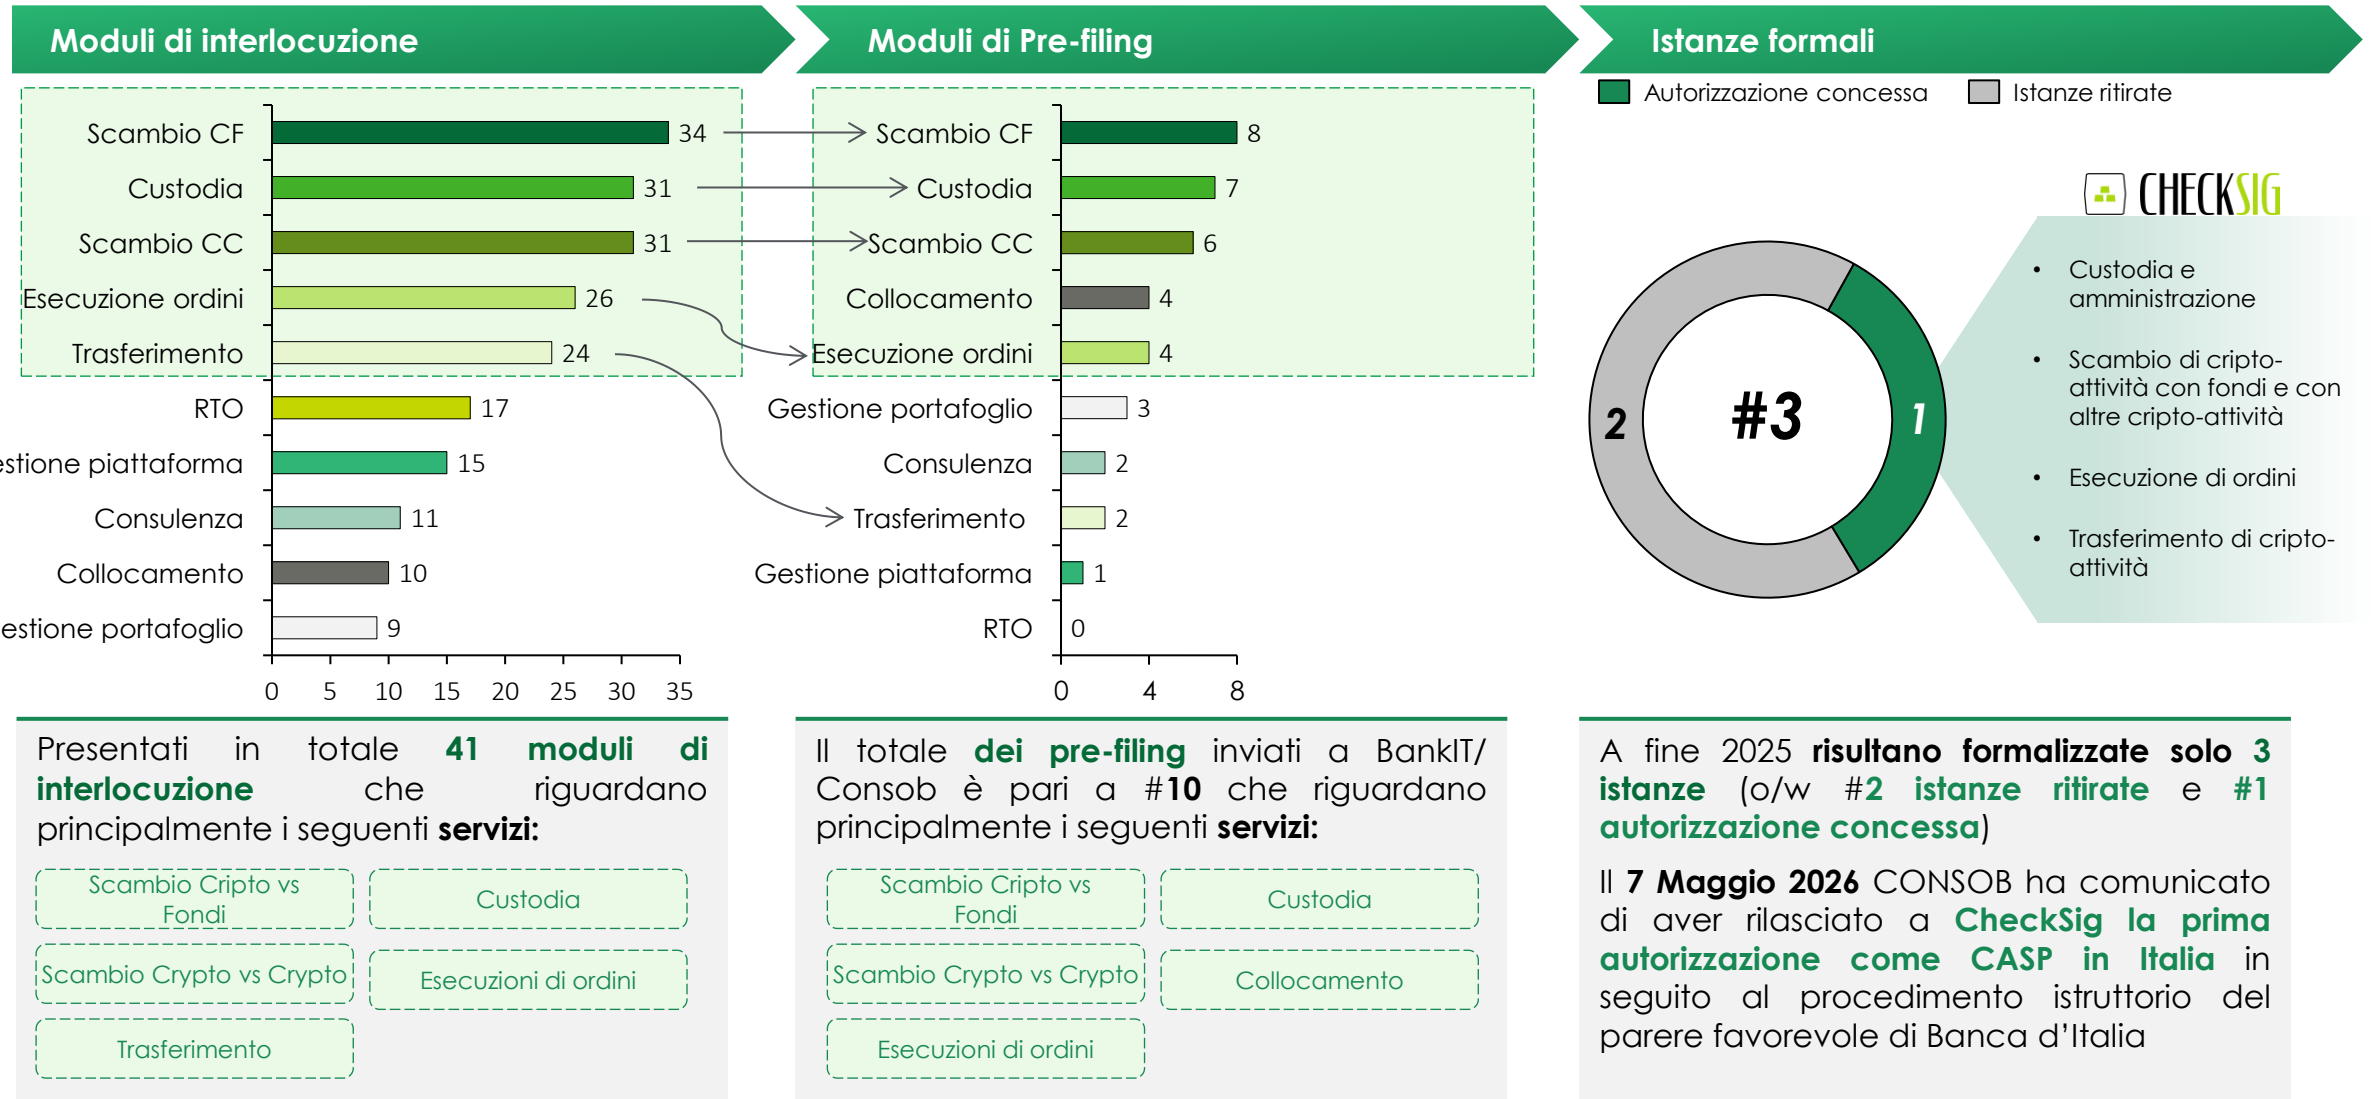 Moduli di interlocuzione
Scambio CF
34
Custodia
31
Scambio CC
31
Esecuzione ordini
26
Trasferimento
24
RTO
17
estione piattaforma
15
Consulenza
11
Collocamento
10
estione portafoglio
9
0 5 10 15 20 25 30 35
Presentati in totale 41 moduli di
interlocuzione che riguardano
principalmente i seguenti servizi:
Scambio Cripto vs
Fondi
Custodia
Scambio Crypto vs Crypto
Esecuzioni di ordini
Trasferimento
Moduli di Pre-filing
Scambio CF
8
Custodia
7
Scambio CC
6
Collocamento
4
Esecuzione ordini
4
Gestione portafoglio
3
Consulenza
2
Trasferimento
2
Gestione piattaforma
1
RTO
0
0 4 8
Il totale dei pre-filing inviati a BankIT/
Consob è pari a #10 che riguardano
principalmente i seguenti servizi:
Scambio Cripto vs
Fondi
Custodia
Scambio Crypto vs Crypto
Collocamento
Esecuzioni di ordini
Istanze formali
Autorizzazione concessa
Istanze ritirate
CHECKSIG
2
#3
1
• Custodia e
amministrazione
• Scambio di cripto-
attività con fondi e con
altre cripto-attività
• Esecuzione di ordini
• Trasferimento di cripto-
attività
A fine 2025 risultano formalizzate solo 3
istanze (o/w #2 istanze ritirate e #1
autorizzazione concessa)
Il 7 Maggio 2026 CONSOB ha comunicato
di aver rilasciato a CheckSig la prima
autorizzazione come CASP in Italia in
seguito al procedimento istruttorio del
parere favorevole di Banca d’Italia